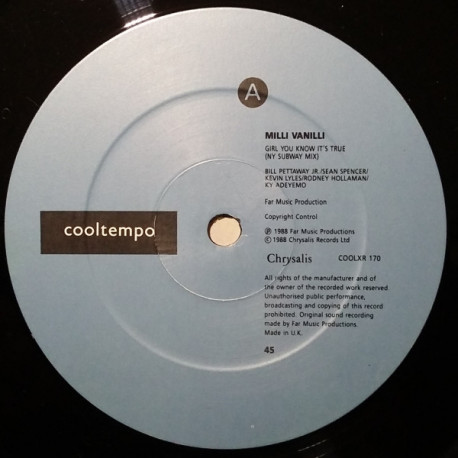 A
MILLI VANILLI
GIRL YOU KNOW IT'S TRUE
(NY SUBWAY MIX)
BILL PETTAWAY JR./SEAN SPENCER/
KEVIN LYLES/RODNEY HOLLAMAN/
KY ADEYEMO
Far Music Production
Copyright Control
℗ 1988 Far Music Productions
© 1988 Chrysalis Records Ltd
cooltempo
Chrysalis COOLXR 170
All rights of the manufacturer and of
the owner of the recorded work reserved.
Unauthorised public performance,
broadcasting and copying of this record
prohibited. Original sound recording
made by Far Music Productions.
Made in U.K.
45